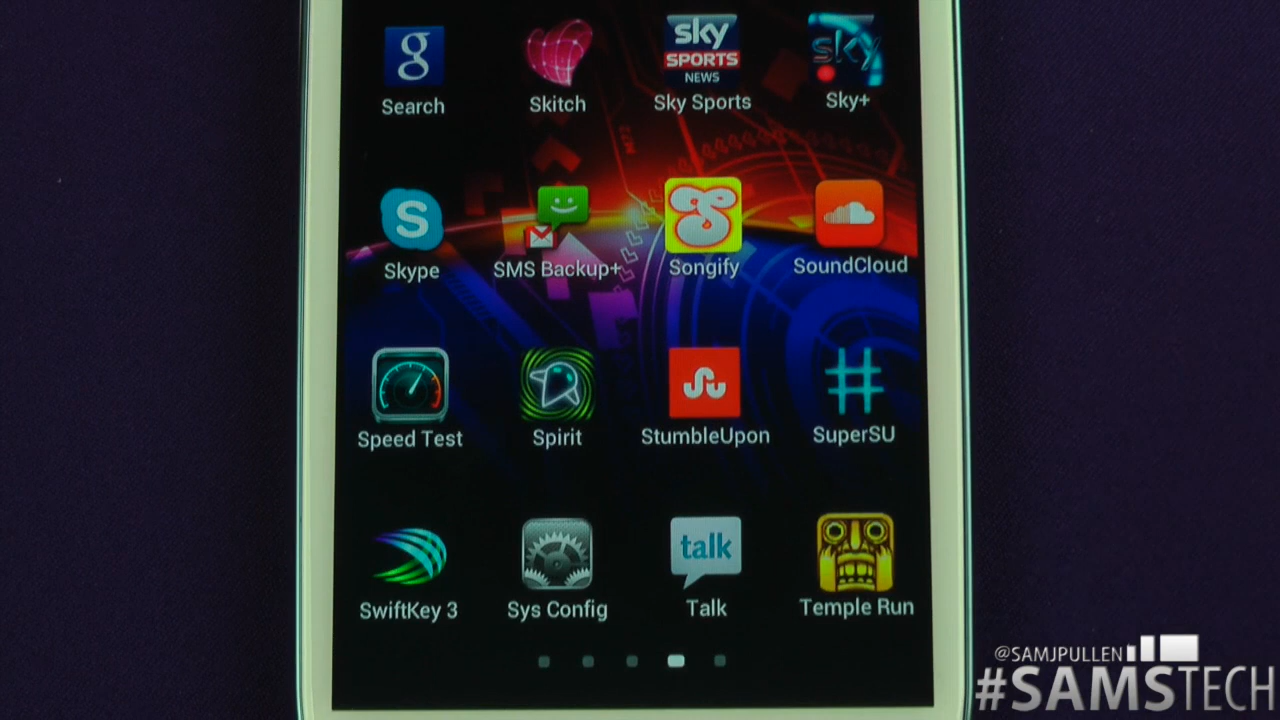 g
sky
SPORTS
NEWS
sky
Search
Skitch
Sky Sports
Sky+
S
Skype
SMS Backup+
Songify
SoundCloud
Speed Test
Spirit
StumbleUpon
SuperSU
talk
SwiftKey 3
Sys Config
Talk
Temple Run
@SAMJPULLEN
#SAMSTECH